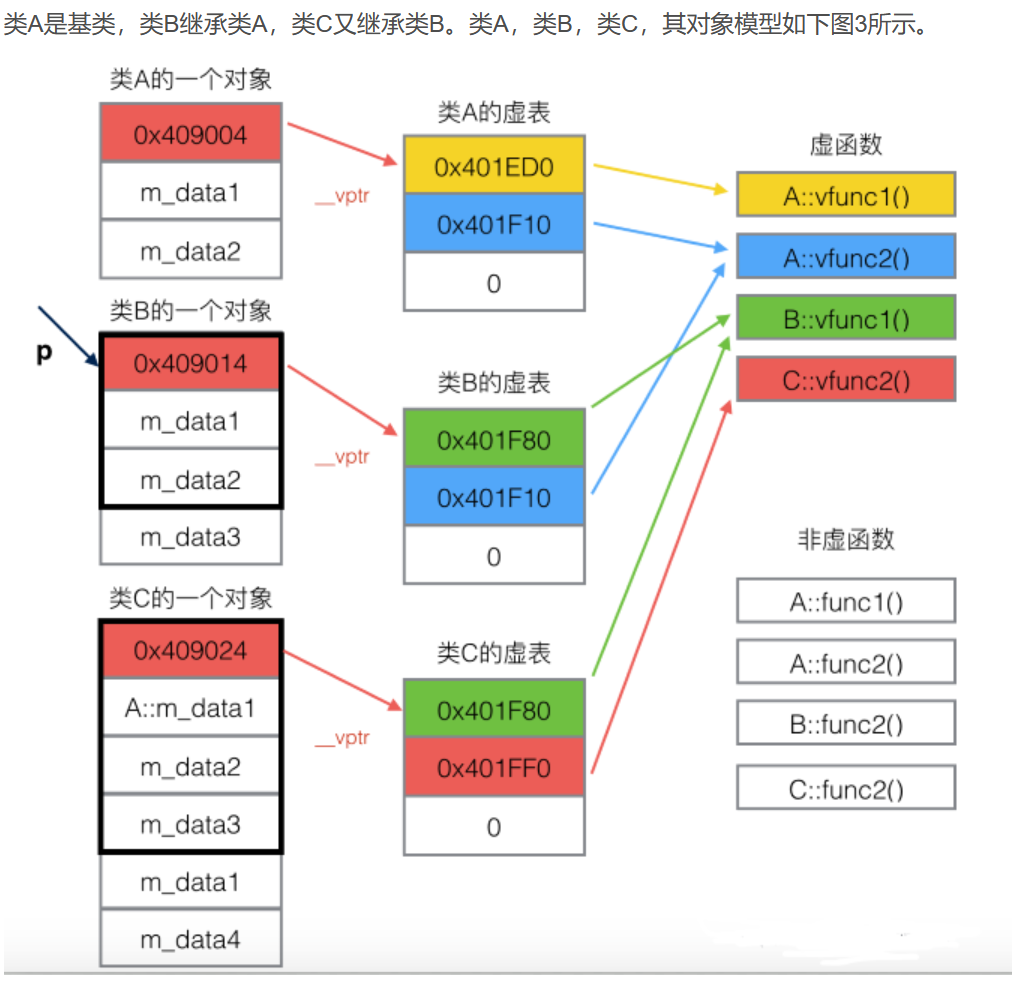 类A是基类，类B继承类A，类C又继承类B。类A，类B，类C，其对象模型如下图3所示。
类A的一个对象
0x409004
m_data1
m_data2
__vptr
类A的虚表
0x401ED0
0x401F10
0
虚函数
A::vfunc1()
A::vfunc2()
B::vfunc1()
C::vfunc2()
p
类B的一个对象
0x409014
m_data1
m_data2
m_data3
__vptr
类B的虚表
0x401F80
0x401F10
0
非虚函数
A::func1()
A::func2()
B::func2()
C::func2()
类C的一个对象
0x409024
A::m_data1
m_data2
m_data3
m_data1
m_data4
__vptr
类C的虚表
0x401F80
0x401FF0
0